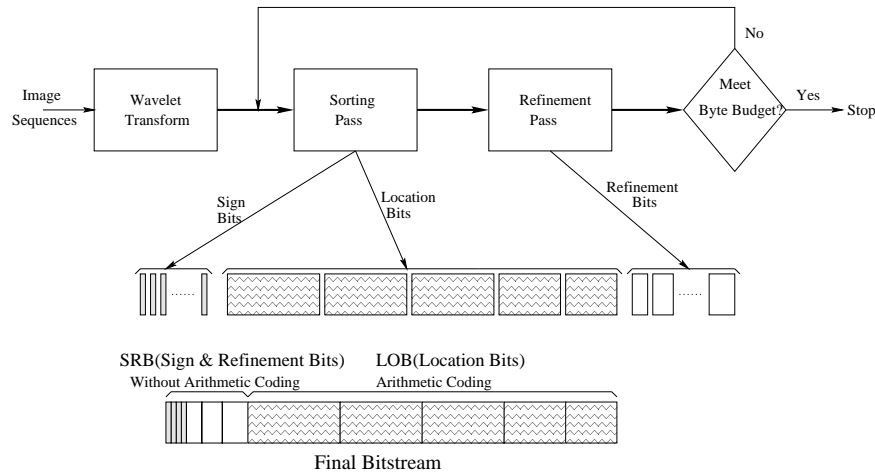 No
Image
Sequences
Wavelet
Transform
Sorting
Pass
Refinement
Pass
Meet
Byte Budget?
Yes
Stop
Sign
Bits
Location
Bits
Refinement
Bits
......
......
SRB(Sign & Refinement Bits)
LOB(Location Bits)
Without Arithmetic Coding
Arithmetic Coding
Final Bitstream